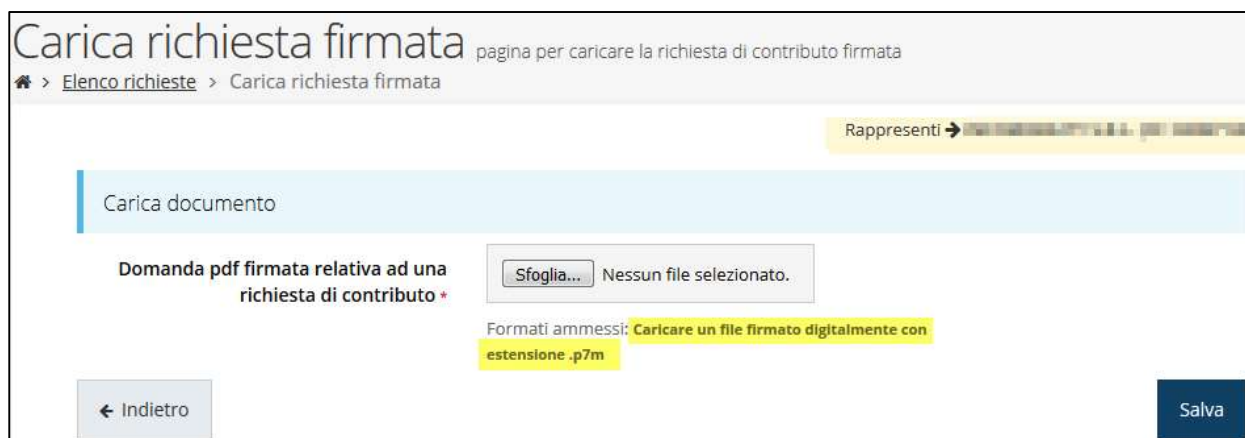 Carica richiesta firmata pagina per caricare la richiesta di contributo firmata
> Elenco richieste > Carica richiesta firmata
Rappresenti
Carica documento
Domanda pdf firmata relativa ad una
richiesta di contributo *
Sfoglia... Nessun file selezionato.
Formati ammessi: Caricare un file firmato digitalmente con
estensione .p7m
Indietro
Salva